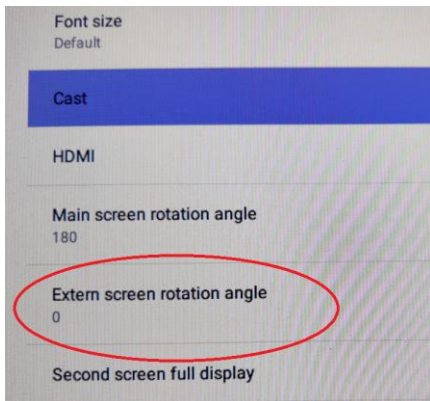 Font size
Default
Cast
HDMI
Main screen rotation angle
180
Extern screen rotation angle
0
Second screen full display